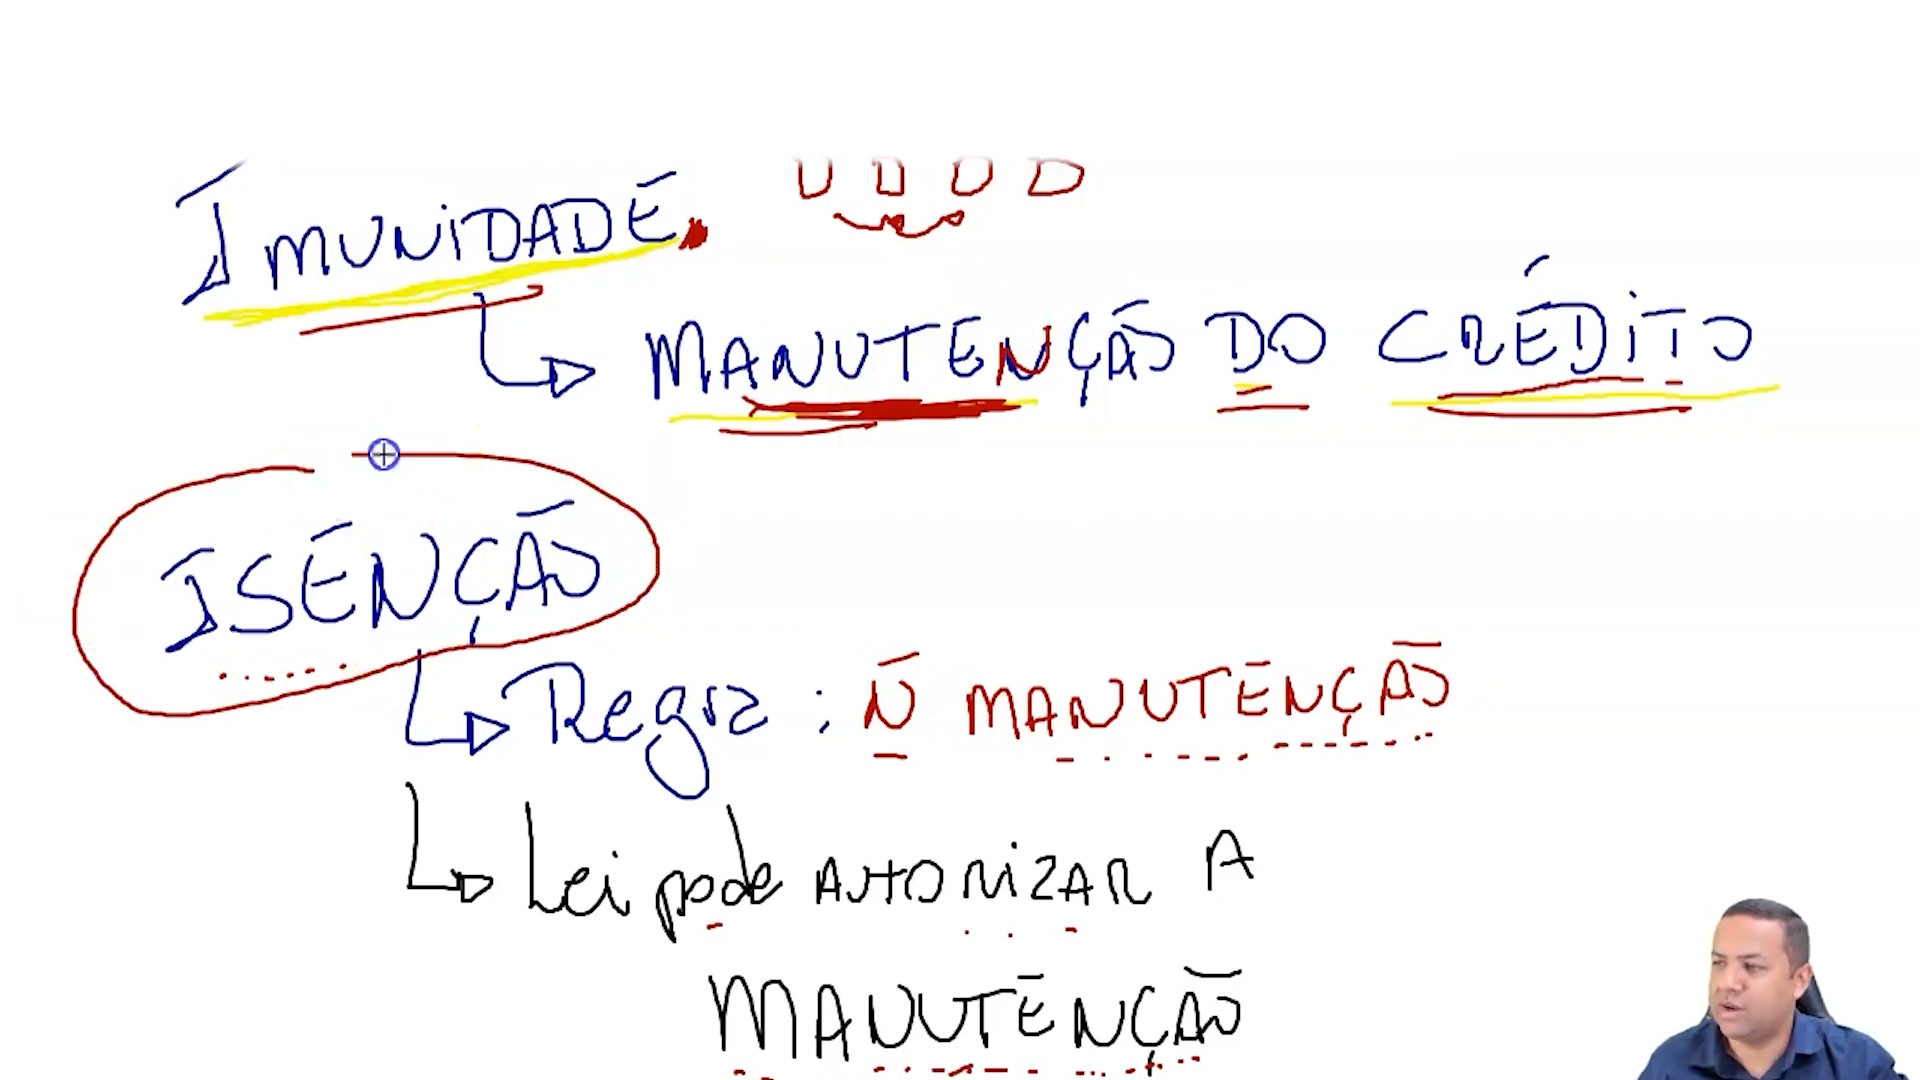 IMUNIDADE.
MANUTENÇÃO DO CRÉDITO
ISENÇÃO
Regra : Ñ MANUTENÇÃO
Lei pode AUTORIZAR A
MANUTENÇÃO